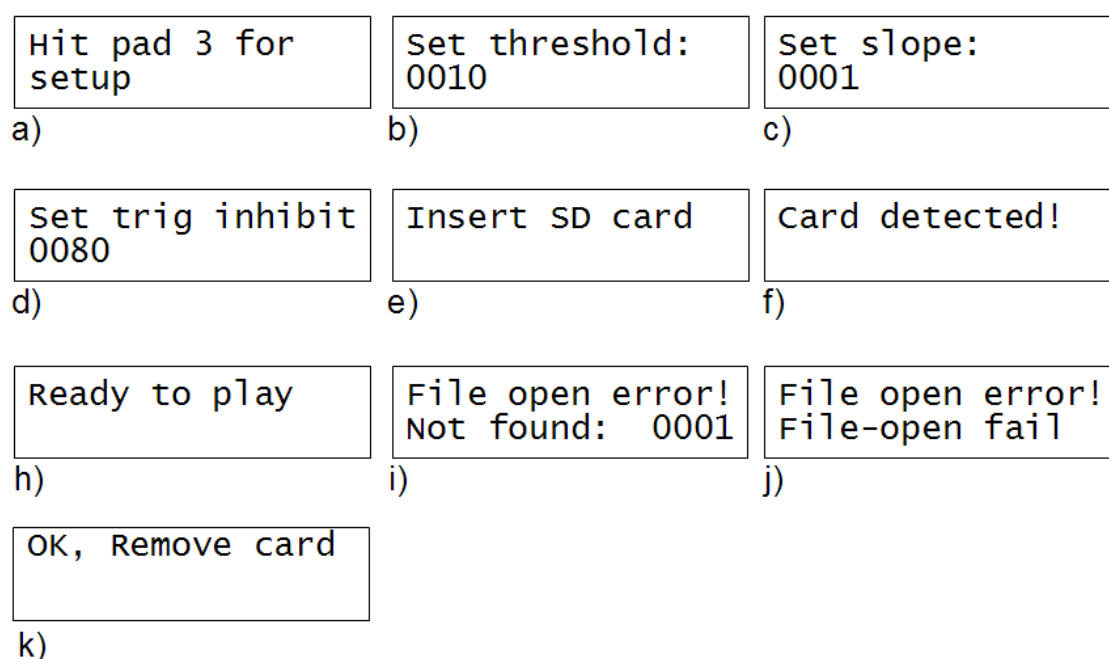 Hit pad 3 for
setup
a)
Set threshold:
0010
b)
Set slope:
0001
c)
Set trig inhibit
0080
d)
Insert SD card
e)
Card detected!
f)
Ready to play
h)
File open error!
Not found: 0001
i)
File open error!
File-open fail
j)
OK, Remove card
k)